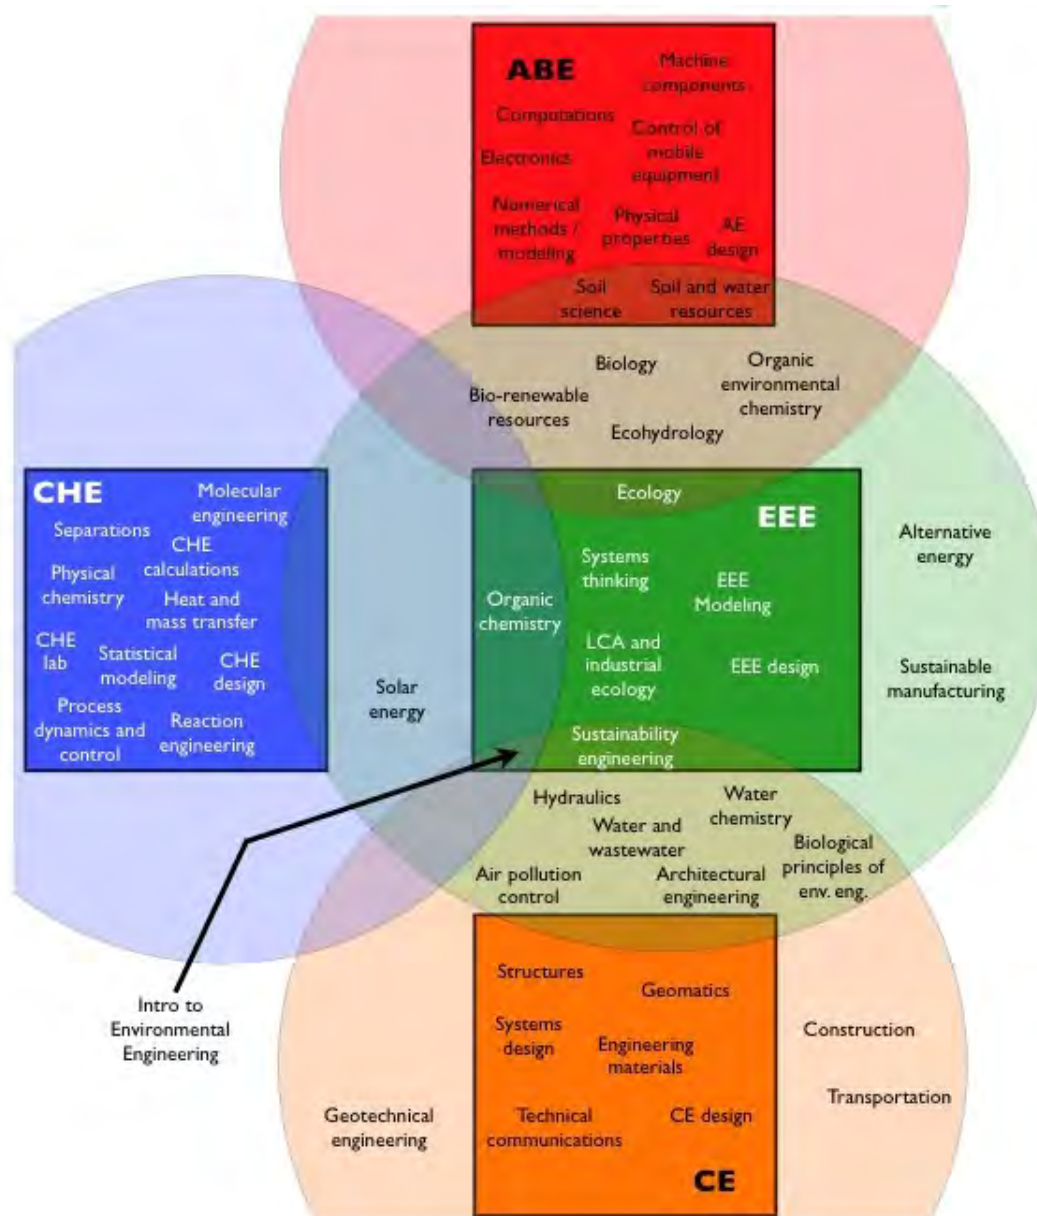 ABE
Machine
components
Computations
Control of
mobile
equipment
Electronics
Numerical
methods /
modeling
Physical
properties
AE
design
Soil
science
Soil and water
resources
Biology
Organic
environmental
chemistry
Bio-renewable
resources
Ecohydrology
CHE
Molecular
engineering
Separations
CHE
calculations
Physical
chemistry
Heat and
mass transfer
CHE
lab
Statistical
modeling
CHE
design
Process
dynamics and
control
Reaction
engineering
Solar
energy
Ecology
EEE
Systems
thinking
EEE
Modeling
Organic
chemistry
LCA and
industrial
ecology
EEE design
Sustainability
engineering
Alternative
energy
Sustainable
manufacturing
Hydraulics
Water
chemistry
Water and
wastewater
Biological
principles of
env. eng.
Air pollution
control
Architectural
engineering
Intro to
Environmental
Engineering
Structures
Geomatics
Systems
design
Engineering
materials
Construction
Transportation
Geotechnical
engineering
Technical
communications
CE design
CE